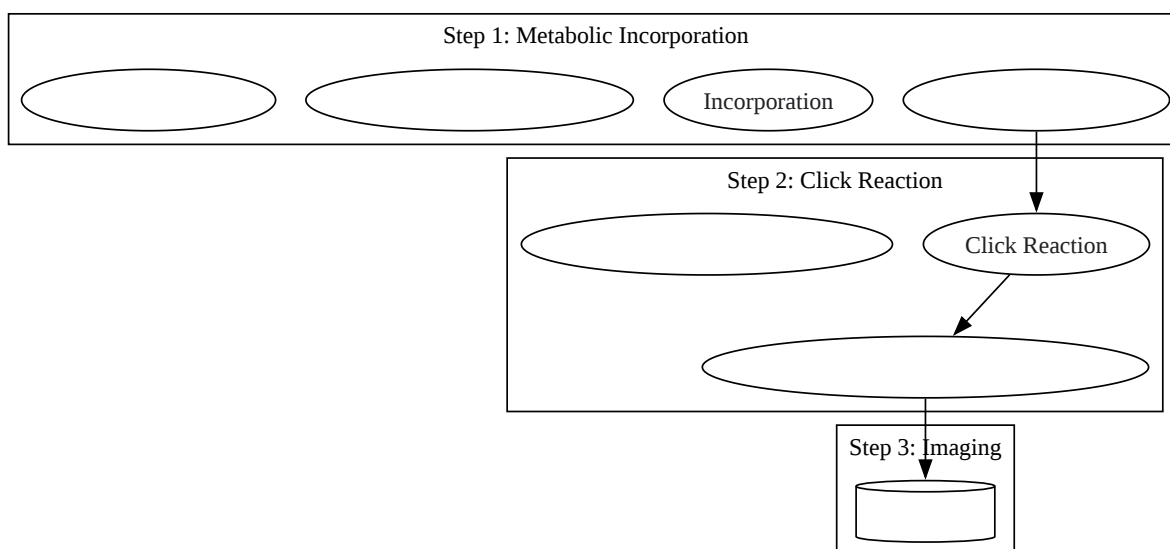 Step 1: Metabolic Incorporation
Incorporation
Step 2: Click Reaction
Click Reaction
Step 3: Imaging